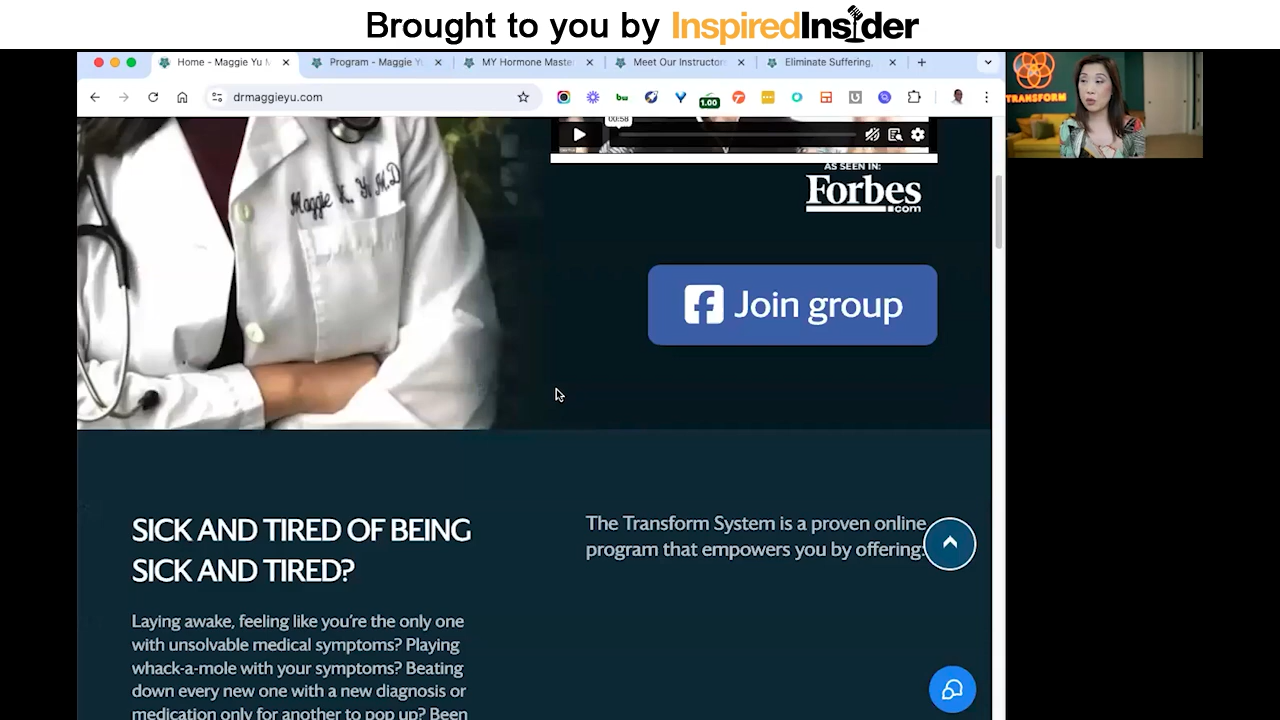 Brought to you by InspiredInsider
Home - Maggie Yu M
Program - Maggie Y
MY Hormone Maste
Meet Our Instructor
Eliminate Suffering,
drmaggieyu.com
1.00
TRANSFORM
00:58
AS SEEN IN:
Forbes
.com
Maggie K. Yu M.D
Join group
SICK AND TIRED OF BEING
SICK AND TIRED?
The Transform System is a proven online
program that empowers you by offering:
Laying awake, feeling like you're the only one
with unsolvable medical symptoms? Playing
whack-a-mole with your symptoms? Beating
down every new one with a new diagnosis or
medication only for another to pop up? Been